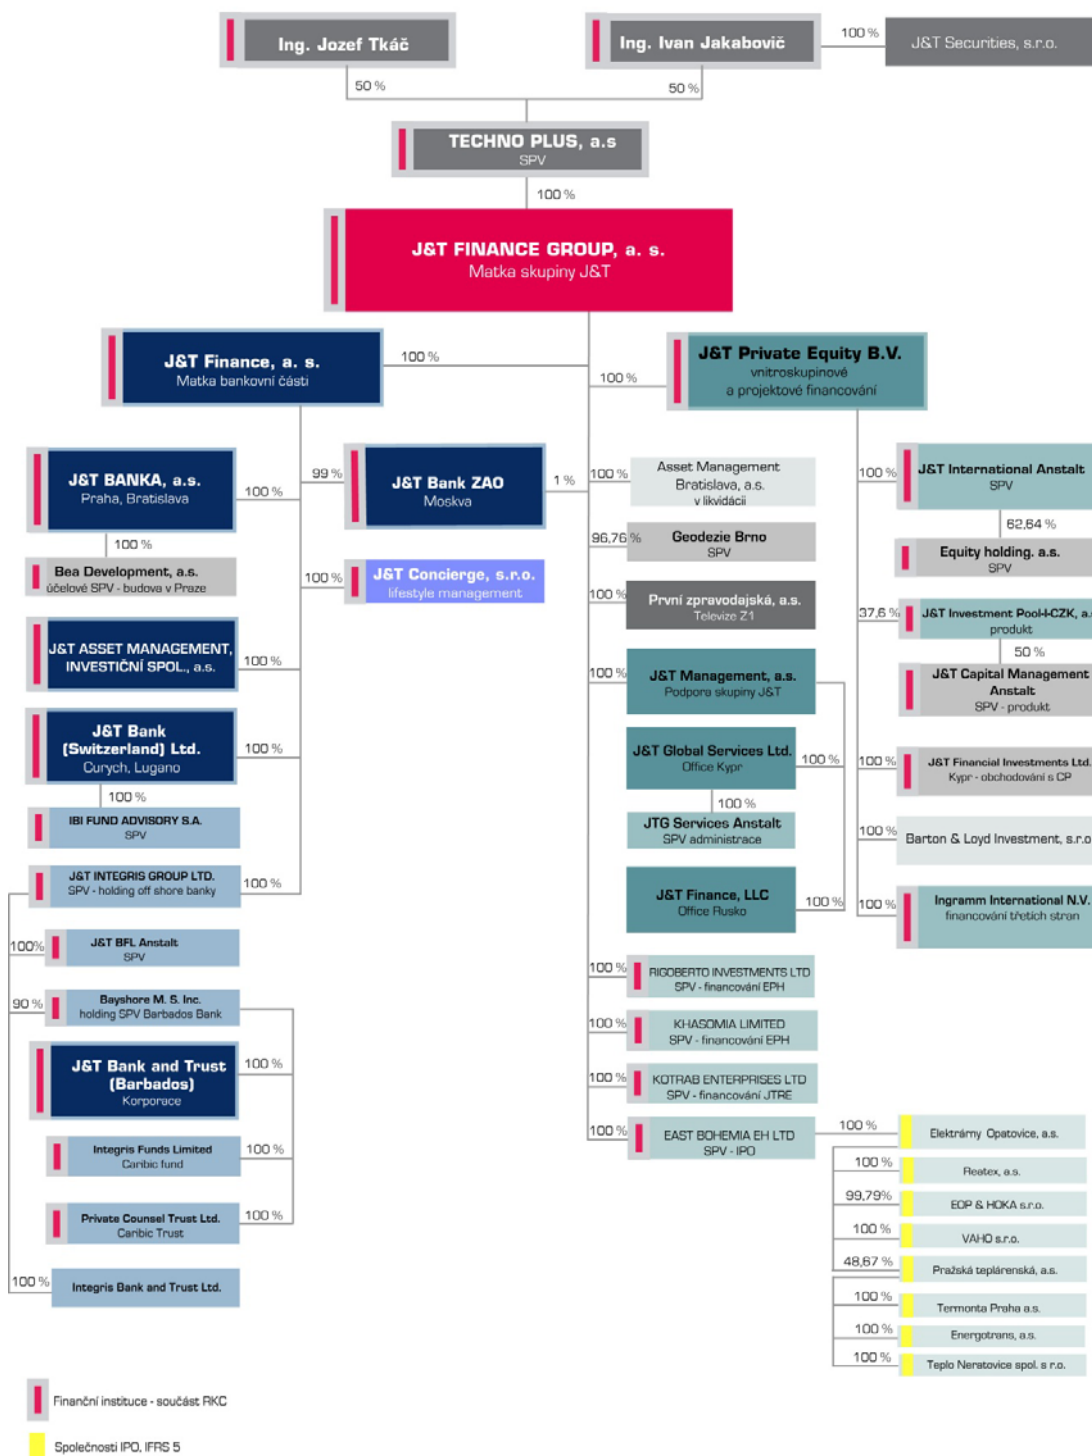 Ing. Jozef Tkáč
Ing. Ivan Jakabovič
100 %
J&T Securities, s.r.o.
50 %
50 %
TECHNO PLUS, a.s
SPV
100 %
J&T FINANCE GROUP, a. s.
Matka skupiny J&T
J&T Finance, a. s.
Matka bankovní části
100 %
100 %
J&T Private Equity B.V.
vnitroskupinové
a projektové financování
J&T BANKA, a.s.
Praha, Bratislava
100 %
99 %
J&T Bank ZAO
Moskva
1 %
100 %
Asset Management
Bratislava, a.s.
v likvidácii
100 %
J&T International Anstalt
SPV
62,64 %
100 %
Bea Development, a.s.
účelové SPV - budova v Praze
100 %
J&T Concierge, s.r.o.
lifestyle management
96,76 %
Geodezie Brno
SPV
Equity holding. a.s.
SPV
100 %
První zpravodajská, a.s.
Televize Z1
37,6 %
J&T Investment Pool-I-CZK, a.s
produkt
50 %
J&T ASSET MANAGEMENT,
INVESTIČNÍ SPOL., a.s.
100 %
100 %
J&T Management, a.s.
Podpora skupiny J&T
J&T Capital Management
Anstalt
SPV - produkt
J&T Bank
(Switzerland) Ltd.
Curych, Lugano
100 %
J&T Global Services Ltd.
Office Kypr
100 %
100 %
J&T Financial Investments Ltd.
Kypr - obchodování s CP
100 %
IBI FUND ADVISORY S.A.
SPV
100 %
JTG Services Anstalt
SPV administrace
100 %
Barton & Loyd Investment, s.r.o
J&T INTEGRIS GROUP LTD.
SPV - holding off shore banky
100 %
J&T Finance, LLC
Office Rusko
100 %
100 %
Ingramm International N.V.
financování třetich stran
100%
J&T BFL Anstalt
SPV
100 %
RIGOBERTO INVESTMENTS LTD
SPV - financování EPH
90 %
Bayshore M. S. Inc.
holding SPV Barbados Bank
100 %
KHASOMIA LIMITED
SPV - financování EPH
J&T Bank and Trust
(Barbados)
Korporace
100 %
100 %
KOTRAB ENTERPRISES LTD
SPV - financování JTRE
100 %
EAST BOHEMIA EH LTD
SPV - IPO
100 %
Elektrárny Opatovice, a.s.
Integris Funds Limited
Caribic fund
100 %
100 %
Reatex, a.s.
99,79%
EOP & HOKA s.r.o.
Private Counsel Trust Ltd.
Caribic Trust
100 %
100 %
VAHO s.r.o.
48,67 %
Pražská teplárenská, a.s.
100 %
Integris Bank and Trust Ltd.
100 %
Termonta Praha a.s.
100 %
Energotrans, a.s.
100 %
Teplo Neratovice spol. s r.o.
Finanční instituce - součást RKC
Společnosti IPO, IFRS 5